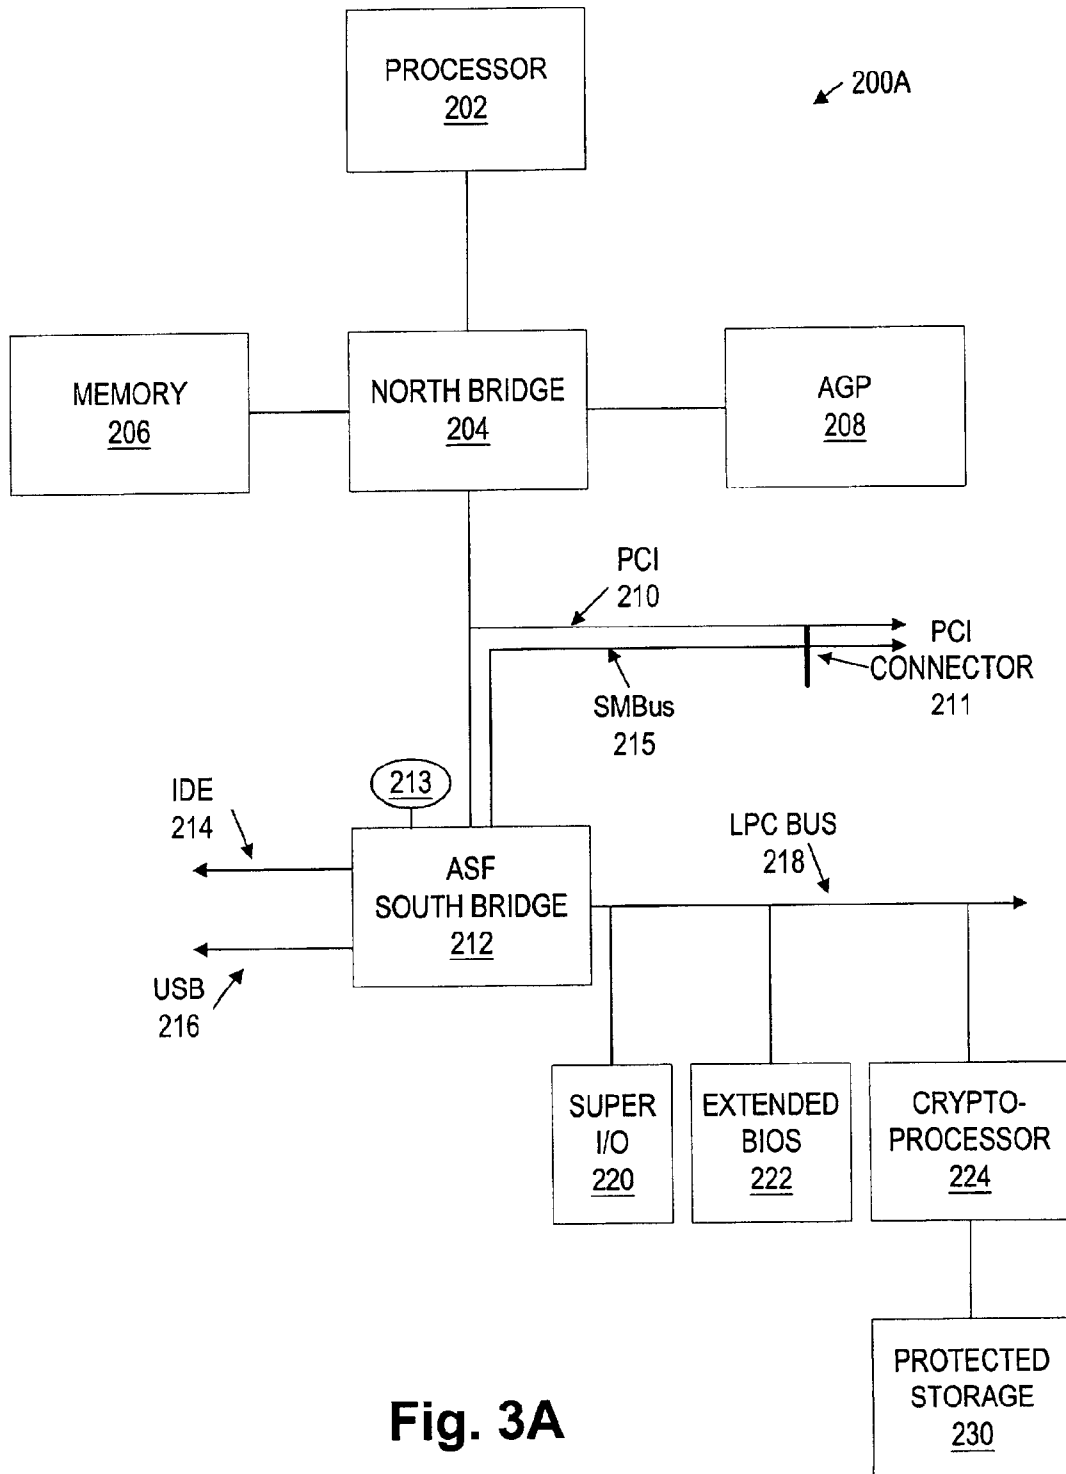 PROCESSOR
202
200A
MEMORY
206
NORTH BRIDGE
204
AGP
208
PCI
210
PCI
CONNECTOR
211
SMBus
215
213
IDE
214
ASF
SOUTH BRIDGE
212
LPC BUS
218
USB
216
SUPER
I/O
220
EXTENDED
BIOS
222
CRYPTO-
PROCESSOR
224
PROTECTED
STORAGE
230
Fig. 3A